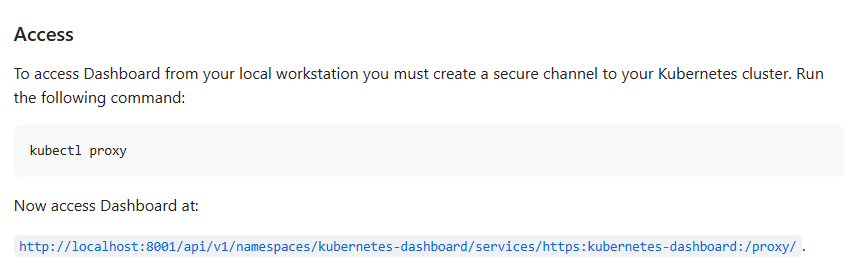 Access
To access Dashboard from your local workstation you must create a secure channel to your Kubernetes cluster. Run
the following command:
kubectl proxy
Now access Dashboard at:
http://localhost:8001/api/v1/namespaces/kubernetes-dashboard/services/https:kubernetes-dashboard:/proxy/.